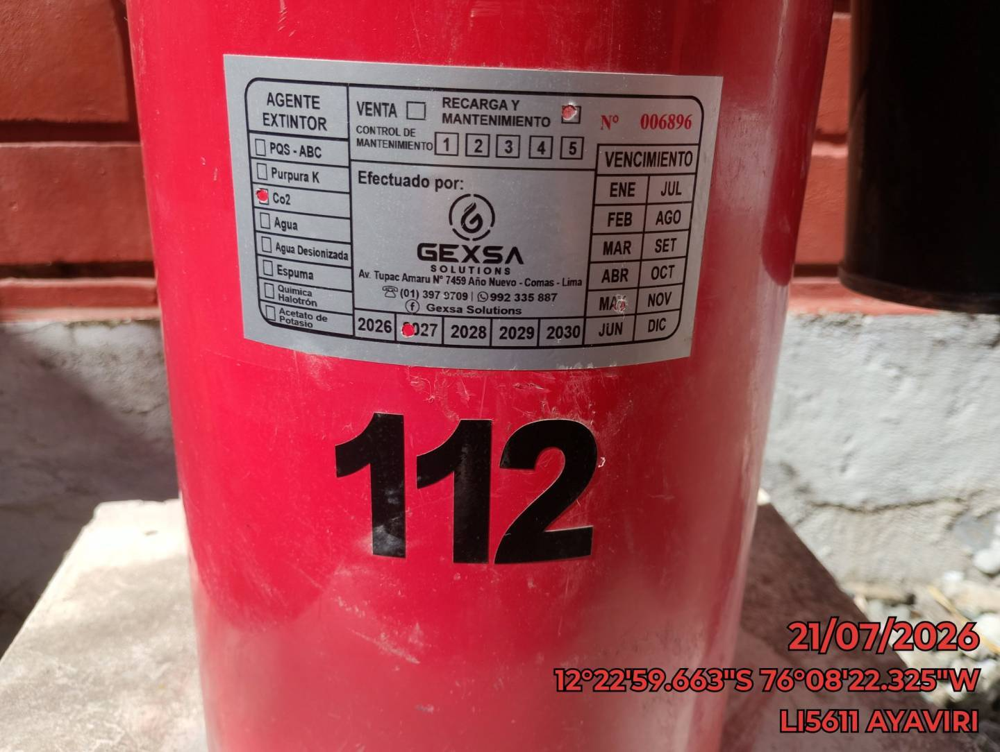 AGENTE
EXTINTOR
PQS - ABC
Purpura K
Co2
Agua
Agua Desionizada
Espuma
Quimica
Halotrón
Acetato de
Potasio
VENTA
RECARGA Y
MANTENIMIENTO
CONTROL DE
MANTENIMIENTO 1 2 3 4 5
Nº 006896
Efectuado por:
GEXSA
SOLUTIONS
Av. Tupac Amaru Nº 7459 Año Nuevo - Comas - Lima
(01) 397 9709 | 992 335 887
Gexsa Solutions
2026 2027 2028 2029 2030
VENCIMIENTO
ENE JUL
FEB AGO
MAR SET
ABR OCT
MAY NOV
JUN DIC
112
21/07/2026
12°22'59.663"S 76°08'22.325"W
LI5611 AYAVIRI